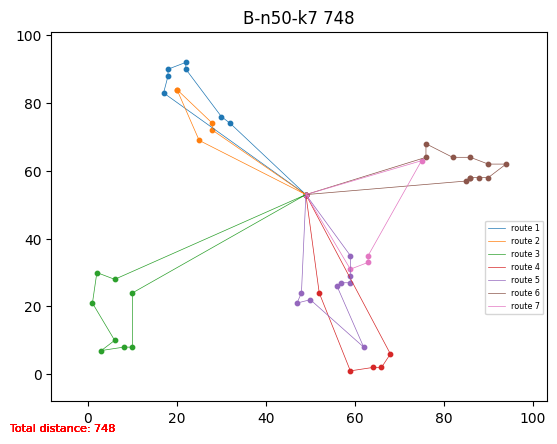 B-n50-k7 748
100
80
60
40
20
0
0 20 40 60 80 100
route 1
route 2
route 3
route 4
route 5
route 6
route 7
Total distance: 748